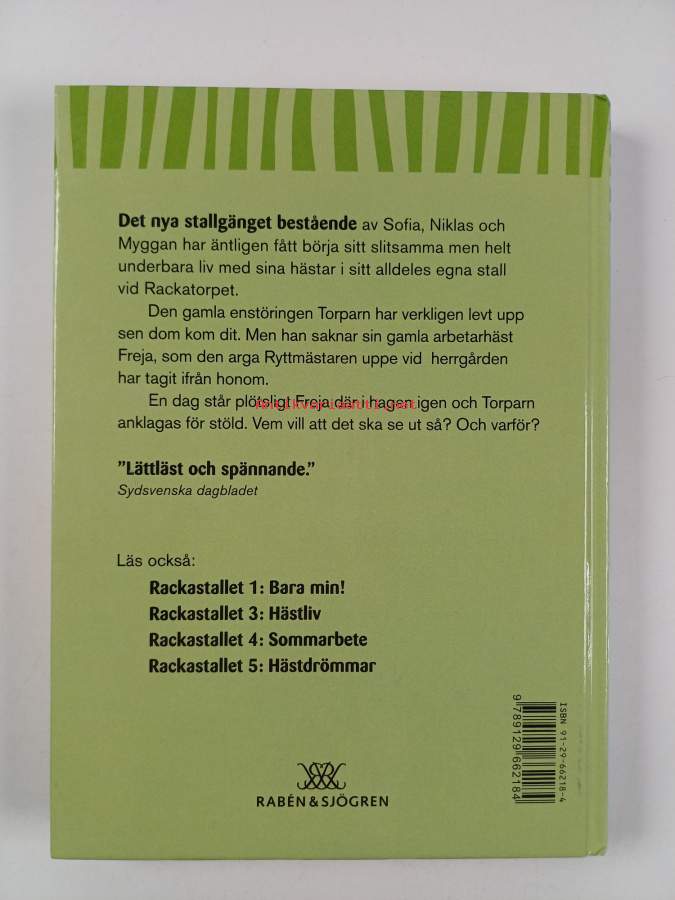 Det nya stallgänget bestående av Sofia, Niklas och
Myggan har äntligen fått börja sitt slitsamma men helt
underbara liv med sina hästar i sitt alldeles egna stall
vid Rackatorpet.
Den gamla enstöringen Torparn har verkligen levt upp
sen dom kom dit. Men han saknar sin gamla arbetarhäst
Freja, som den arga Ryttmästaren uppe vid herrgården
har tagit ifrån honom.
En dag står plötsligt Freja där i hagen igen och Torparn
Antikvariaatti.net
anklagas för stöld. Vem vill att det ska se ut så? Och varför?
"Lättläst och spännande."
Sydsvenska dagbladet
Läs också:
Rackastallet 1: Bara min!
Rackastallet 3: Hästliv
Rackastallet 4: Sommarbete
Rackastallet 5: Hästdrömmar
ISBN 91-29-66218-4
9 789129 662184
RABÉN & SJÖGREN